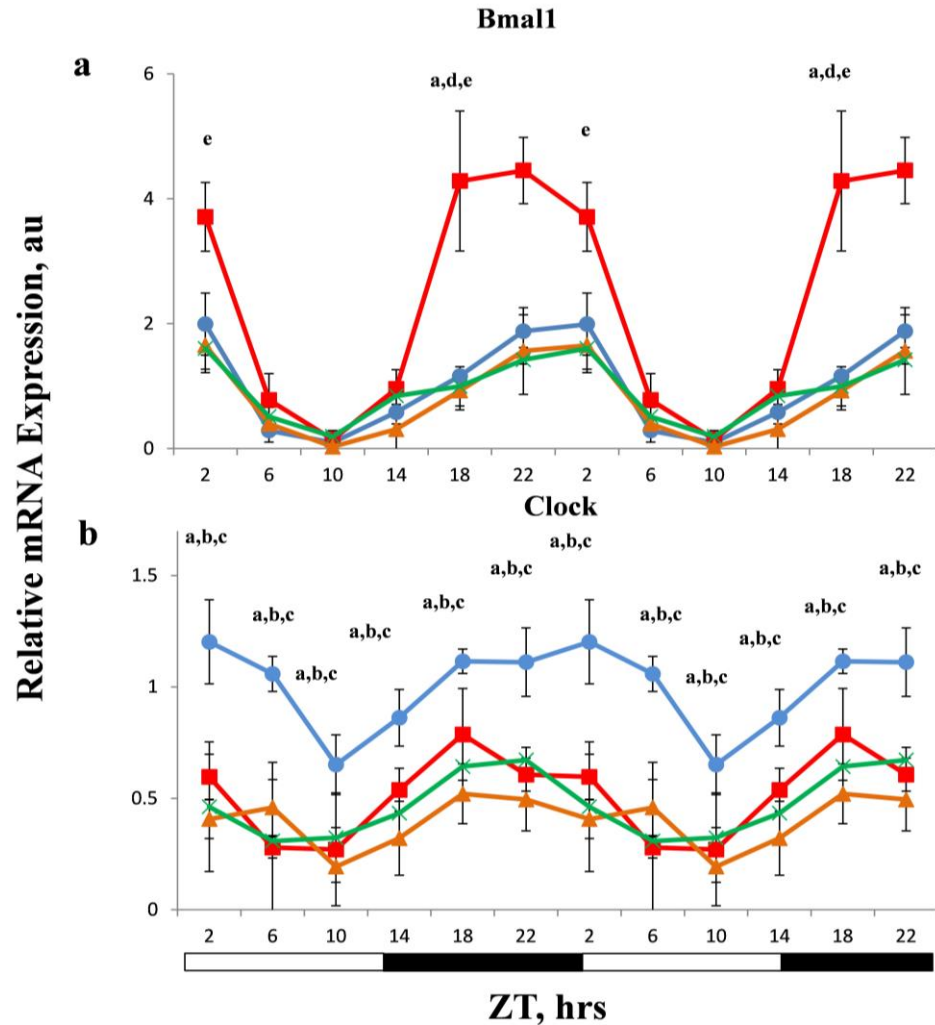 Bmal1
a
6
a,d,e
a,d,e
e
e
4
2
0
2 6 10 14 18 22 2 6 10 14 18 22
Clock
b
a,b,c
a,b,c
1.5
a,b,c
a,b,c
a,b,c
a,b,c
a,b,c
a,b,c
a,b,c
a,b,c
a,b,c
a,b,c
1
0.5
0
2 6 10 14 18 22 2 6 10 14 18 22
ZT, hrs
Relative mRNA Expression, au